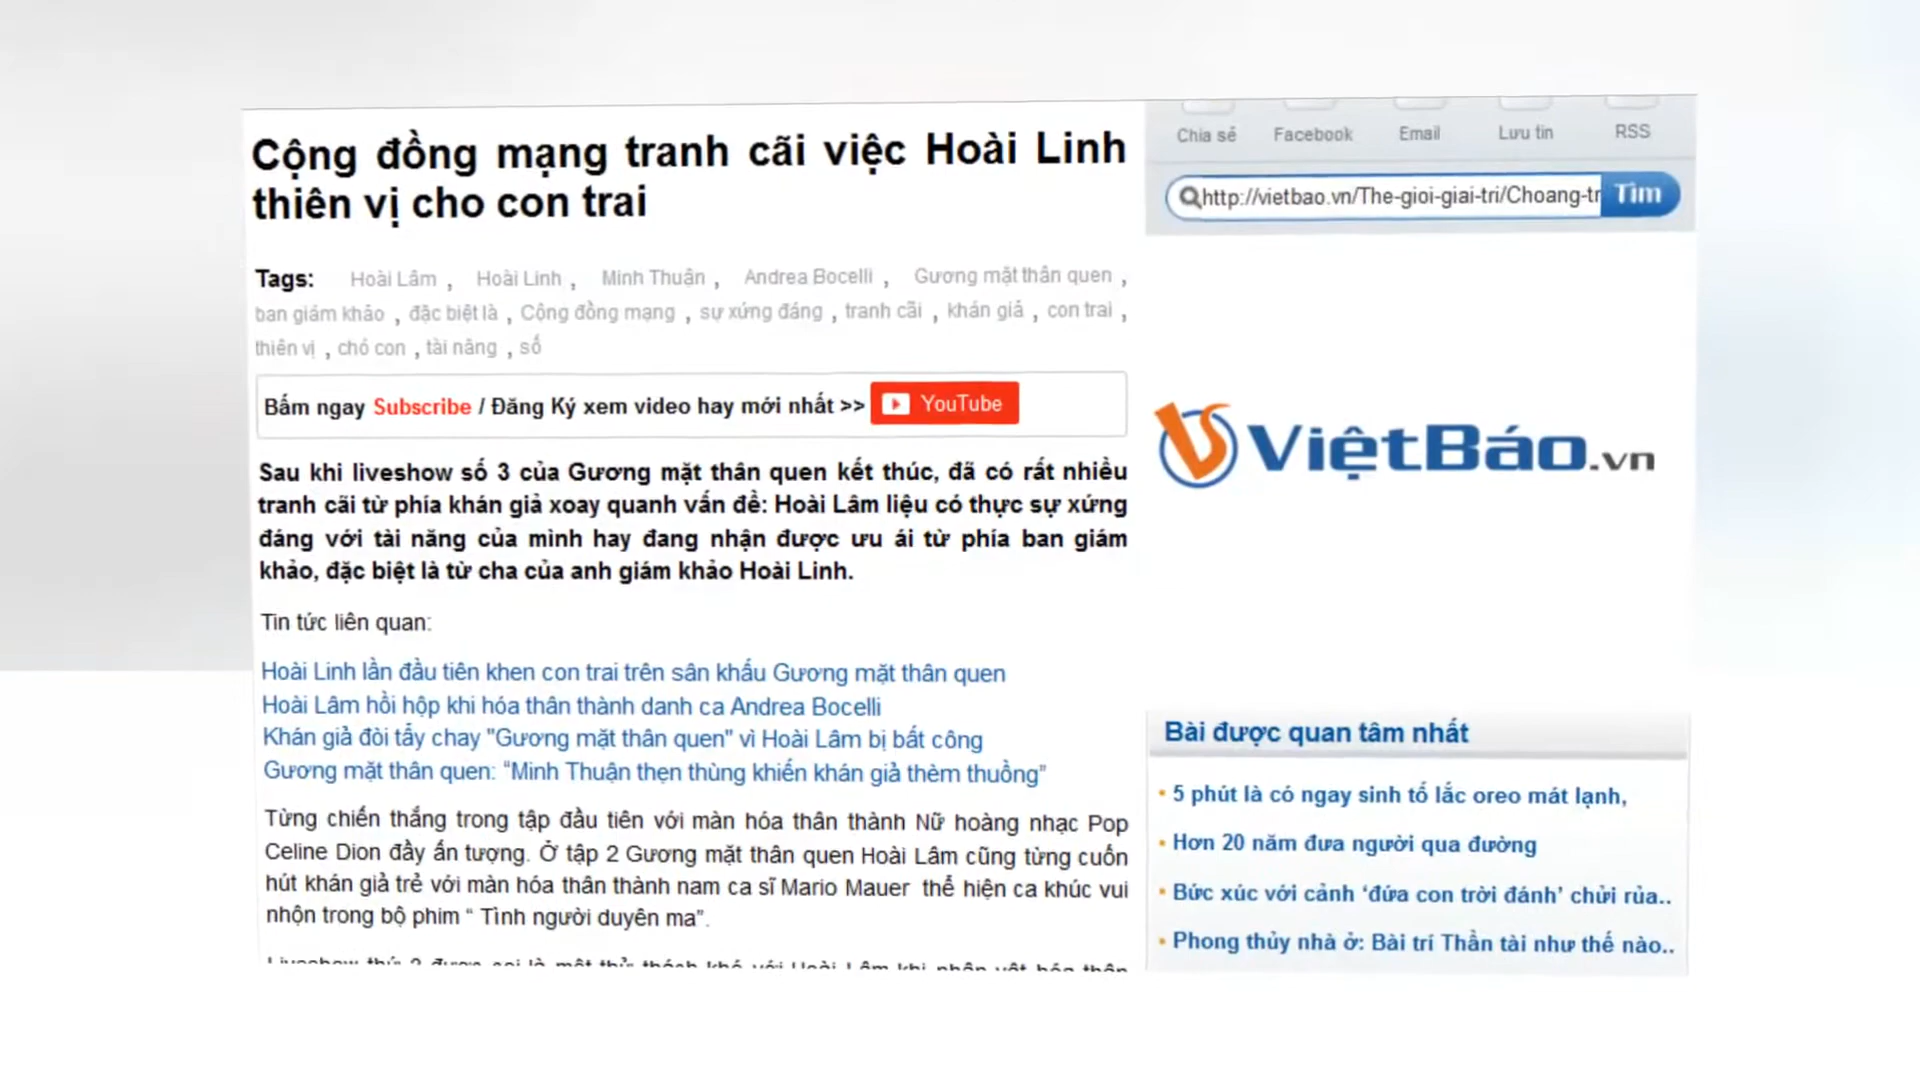 Cộng đồng mạng tranh cãi việc Hoài Linh
thiên vị cho con trai
Tags: Hoài Lâm , Hoài Linh , Minh Thuận , Andrea Bocelli , Gương mặt thân quen ,
ban giám khảo , đặc biệt là , Cộng đồng mạng , sự xứng đáng , tranh cãi , khán giả , con trai ,
thiên vị , chó con , tài năng , số
Bấm ngay Subscribe / Đăng Ký xem video hay mới nhất >> YouTube
Sau khi liveshow số 3 của Gương mặt thân quen kết thúc, đã có rất nhiều
tranh cãi từ phía khán giả xoay quanh vấn đề: Hoài Lâm liệu có thực sự xứng
đáng với tài năng của mình hay đang nhận được ưu ái từ phía ban giám
khảo, đặc biệt là từ cha của anh giám khảo Hoài Linh.
Tin tức liên quan:
Hoài Linh lần đầu tiên khen con trai trên sân khấu Gương mặt thân quen
Hoài Lâm hồi hộp khi hóa thân thành danh ca Andrea Bocelli
Khán giả đòi tẩy chay "Gương mặt thân quen" vì Hoài Lâm bị bất công
Gương mặt thân quen: “Minh Thuận thẹn thùng khiến khán giả thèm thuồng”
Từng chiến thắng trong tập đầu tiên với màn hóa thân thành Nữ hoàng nhạc Pop
Celine Dion đầy ấn tượng. Ở tập 2 Gương mặt thân quen Hoài Lâm cũng từng cuốn
hút khán giả trẻ với màn hóa thân thành nam ca sĩ Mario Mauer thể hiện ca khúc vui
nhộn trong bộ phim “ Tình người duyên ma”.
Chia sẻ Facebook Email Lưu tin RSS
http://vietbao.vn/The-gioi-giai-tri/Choang-tr Tìm
ViệtBáo.vn
Bài được quan tâm nhất
5 phút là có ngay sinh tố lắc oreo mát lạnh,
Hơn 20 năm đưa người qua đường
Bức xúc với cảnh ‘đứa con trời đánh’ chửi rủa..
Phong thủy nhà ở: Bài trí Thần tài như thế nào..